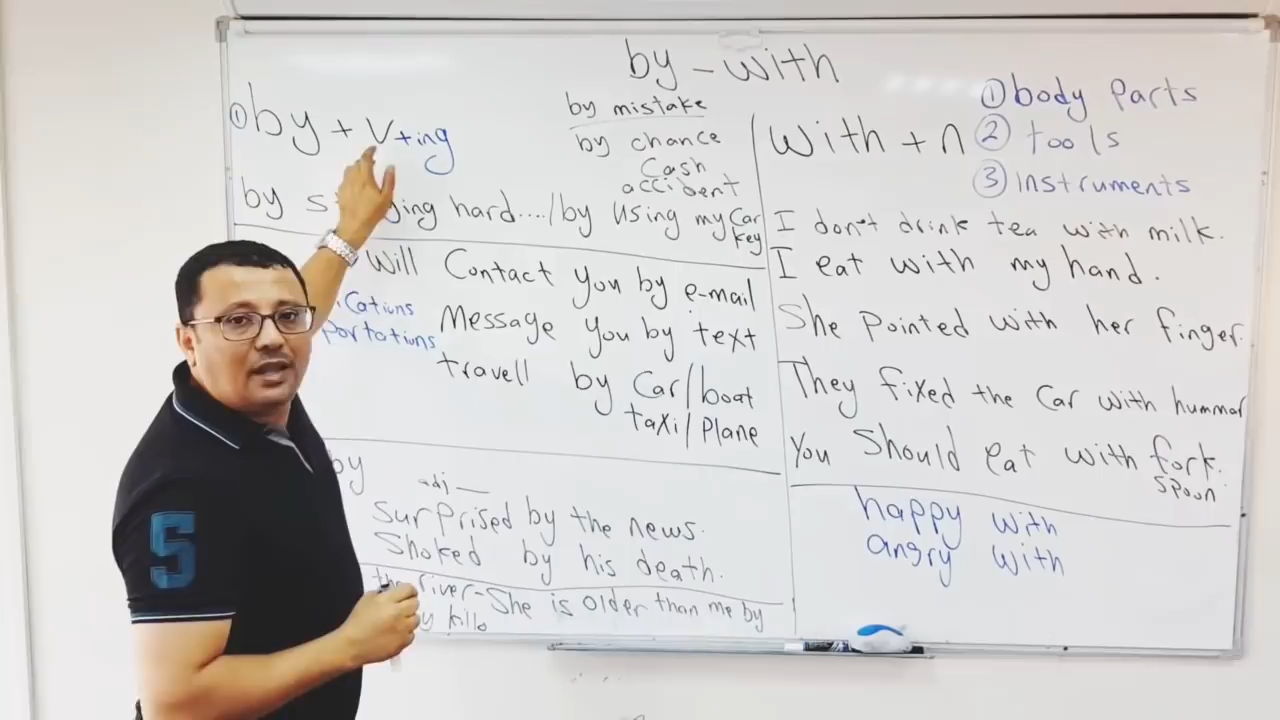 by - with
① by + V+ing
by mistake
by chance
Cash
accident
by hard..../by using my Car
key
will Contact you by e-mail
Message you by text
travell by Car/boat
taxi/plane
by
adj —
Surprised by the news.
Shoked by his death.
river - She is older than me by
kilo
With + n
① body parts
② tools
③ instruments
I don't drink tea with milk.
I eat with my hand.
She pointed with her finger.
They fixed the Car with hummar
You Should eat with fork.
spoon
happy with
angry with
5